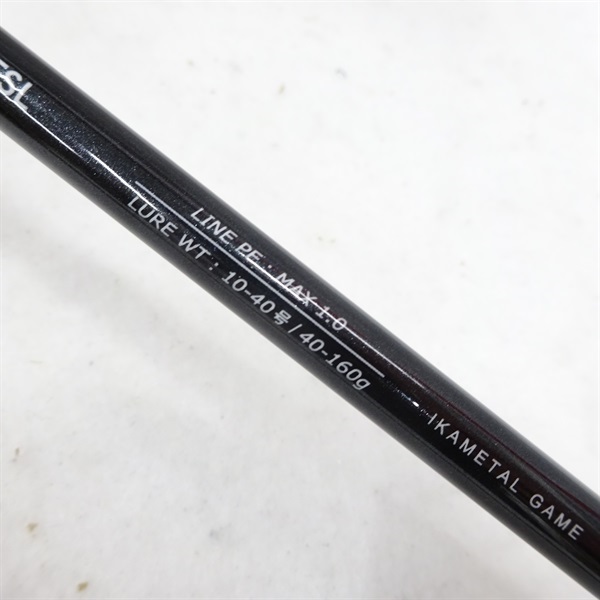 LINE PE : MAX 1.0
LURE WT : 10-40号 / 40-160g
IKAMETAL GAME